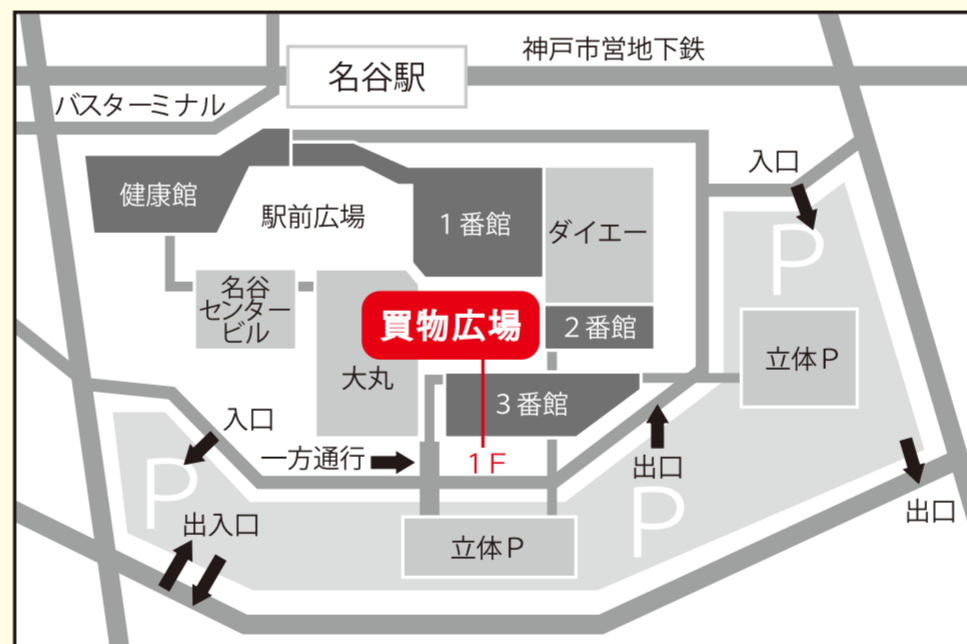 神戸市営地下鉄
名谷駅
バスターミナル
入口
健康館
駅前広場
1番館
ダイエー
P
名谷
センター
ビル
買物広場
2番館
立体P
大丸
3番館
入口
一方通行
1F
出口
P
出口
P
出入口
立体P